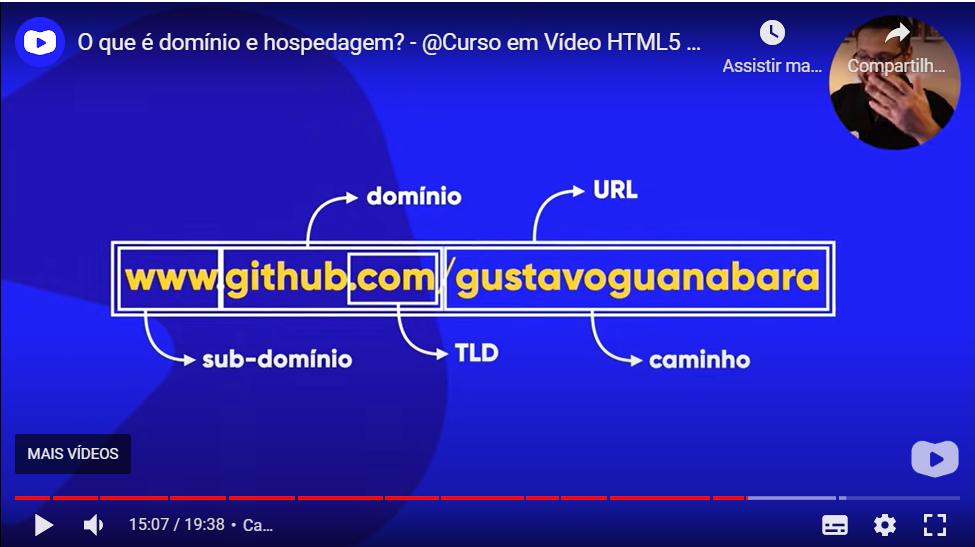 O que é domínio e hospedagem? - @Curso em Vídeo HTML5 ...
Assistir ma...
Compartilh...
domínio
URL
www.github.com/gustavoguanabara
sub-domínio
TLD
caminho
MAIS VÍDEOS
15:07 / 19:38 • Ca...